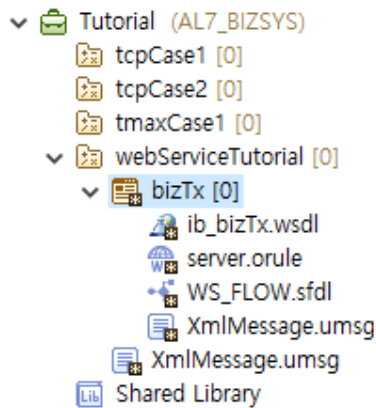 Tutorial (AL7_BIZSYS)
tcpCase1 [0]
tcpCase2 [0]
tmaxCase1 [0]
webServiceTutorial [0]
bizTx [0]
ib_bizTx.wsdl
server.orule
WS_FLOW.sfdl
XmlMessage.umsg
XmlMessage.umsg
Shared Library